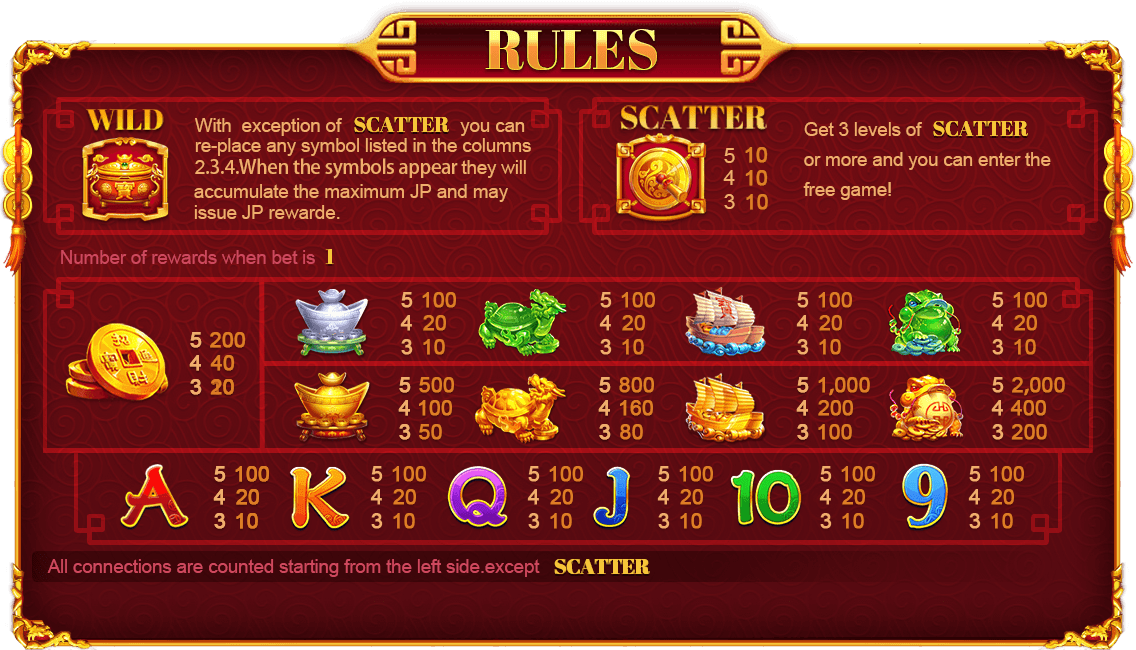 RULES
WILD
With exception of SCATTER you can
re-place any symbol listed in the columns
2.3.4.When the symbols appear they will
accumulate the maximum JP and may
issue JP rewarde.
SCATTER
5 10
4 10
3 10
Get 3 levels of SCATTER
or more and you can enter the
free game!
Number of rewards when bet is 1
5 200
4 40
3 20
5 100
4 20
3 10
5 100
4 20
3 10
5 100
4 20
3 10
5 100
4 20
3 10
5 500
4 100
3 50
5 800
4 160
3 80
5 1,000
4 200
3 100
5 2,000
4 400
3 200
A
5 100
4 20
3 10
K
5 100
4 20
3 10
Q
5 100
4 20
3 10
J
5 100
4 20
3 10
10
5 100
4 20
3 10
9
5 100
4 20
3 10
All connections are counted starting from the left side.except SCATTER